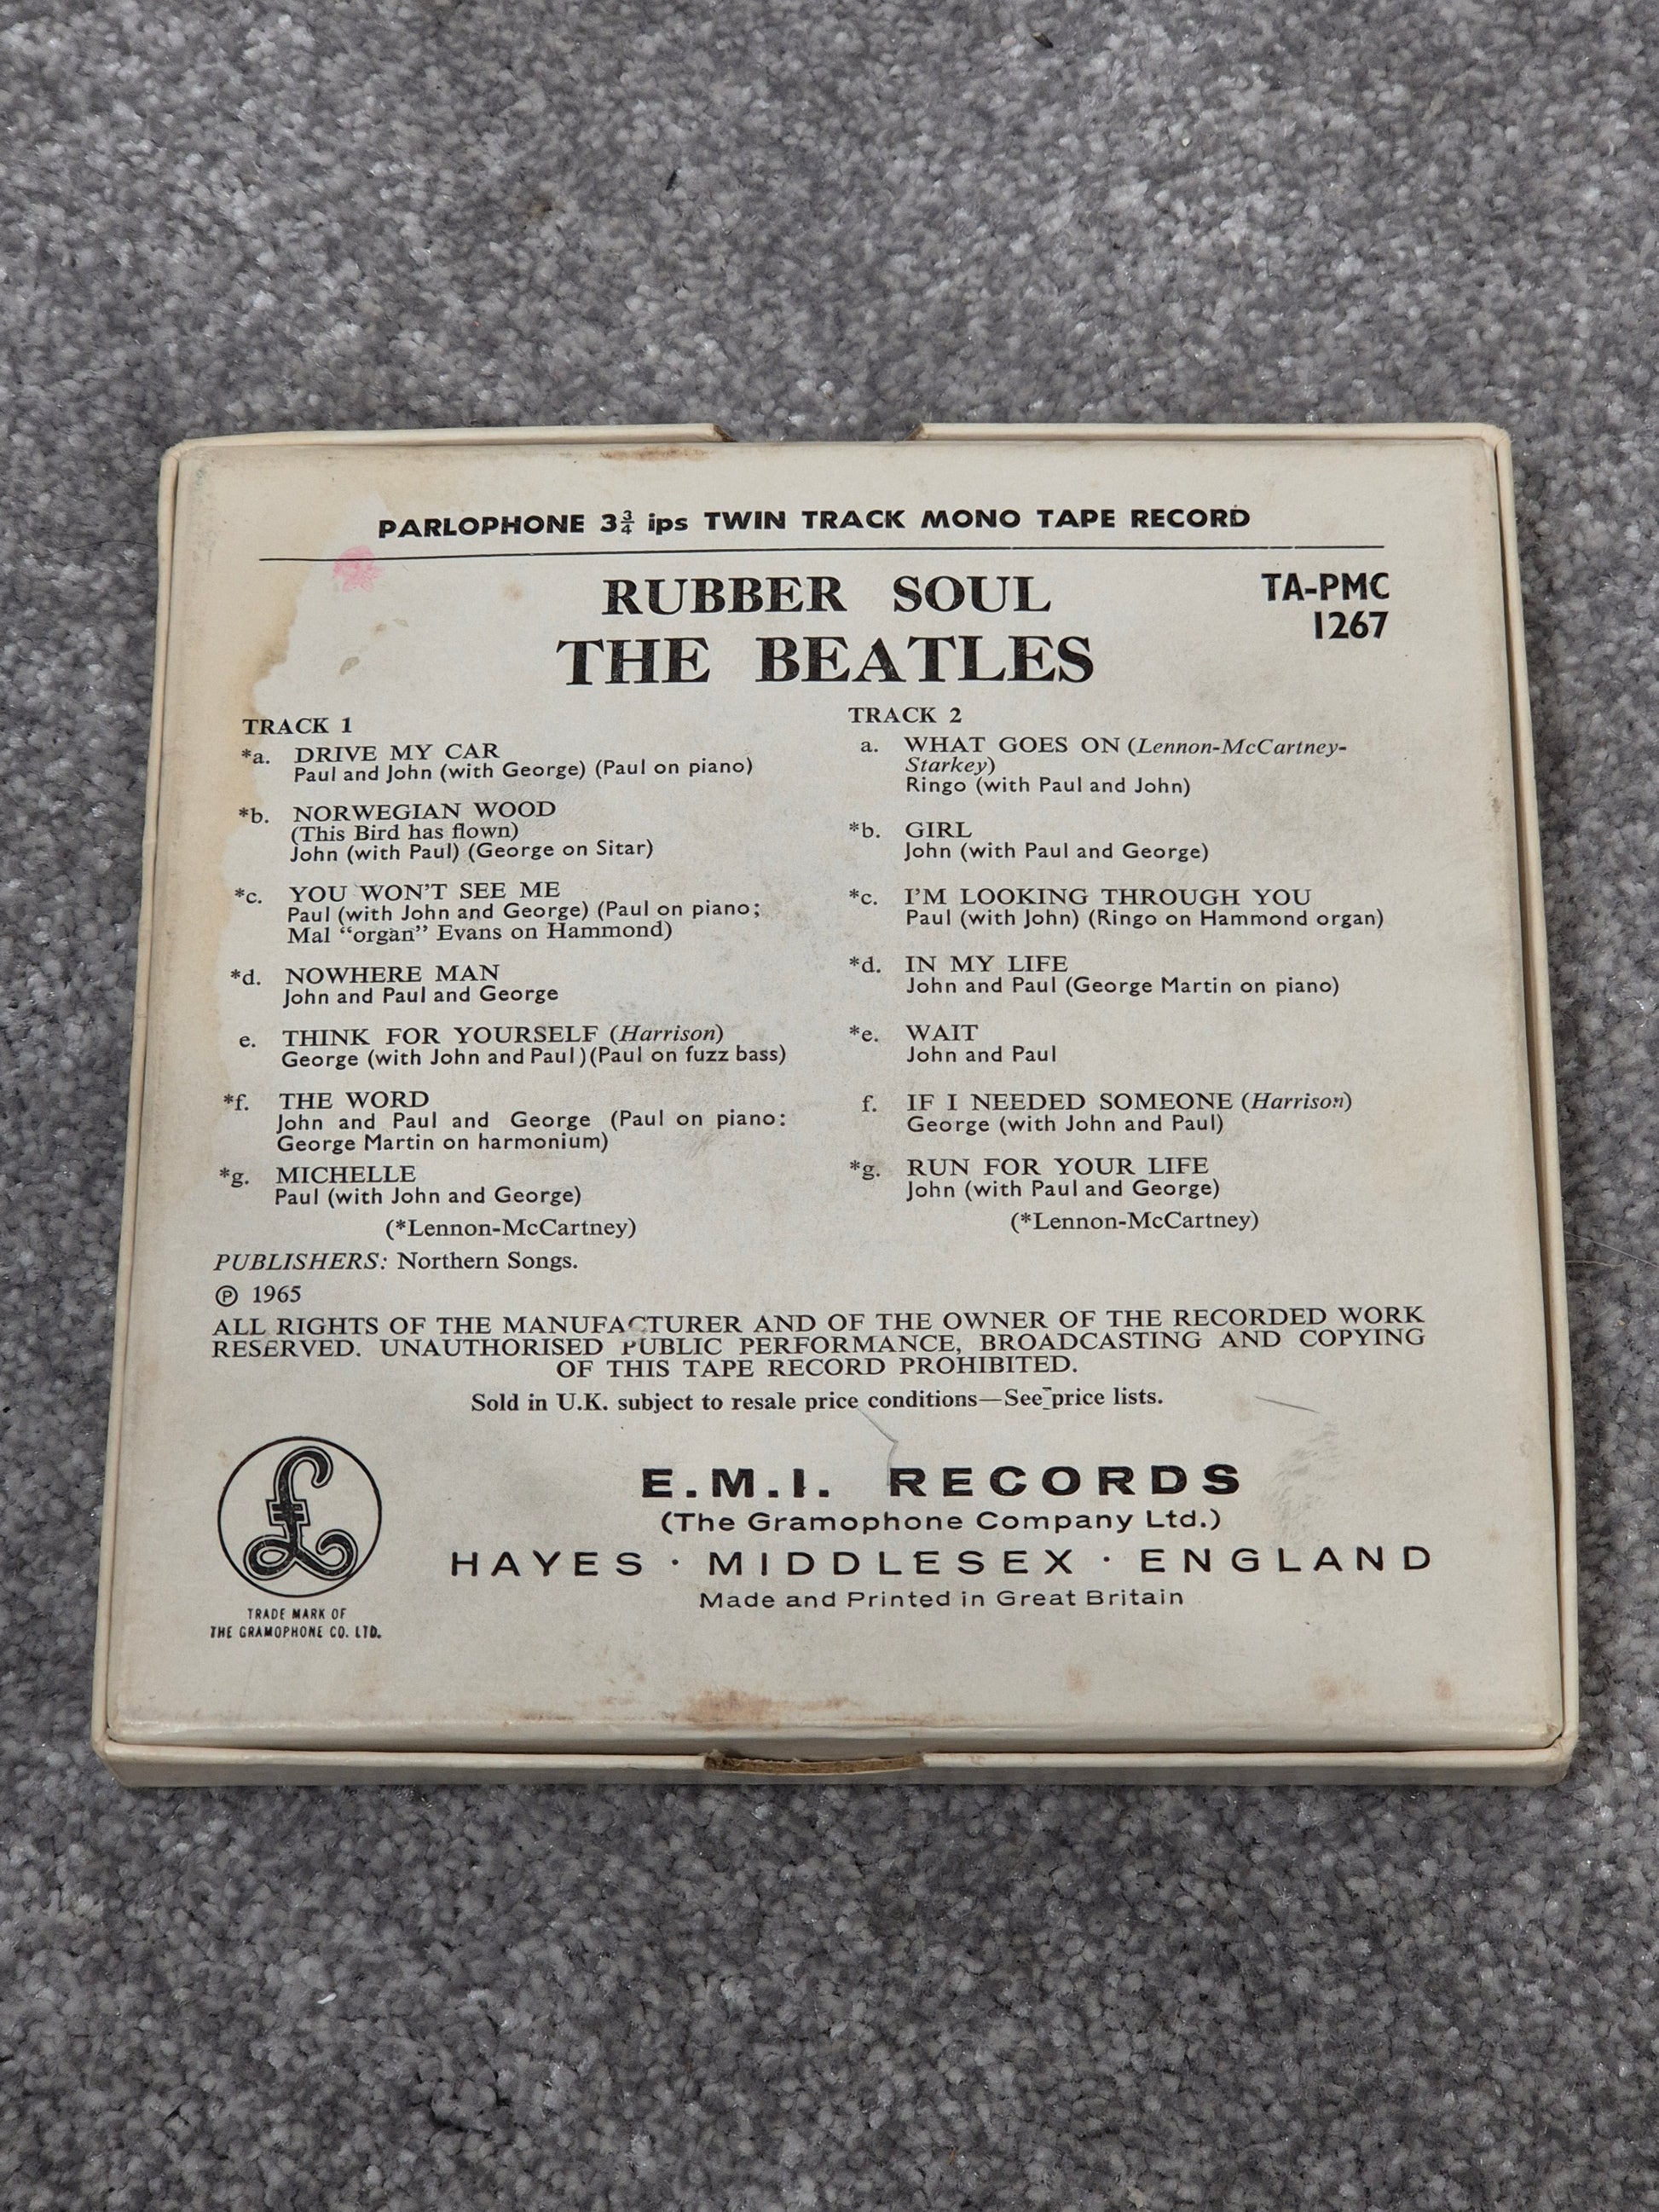 PARLOPHONE 3¾ ips TWIN TRACK MONO TAPE RECORD
RUBBER SOUL
THE BEATLES
TA-PMC
1267
TRACK 1
*a. DRIVE MY CAR
Paul and John (with George) (Paul on piano)
*b. NORWEGIAN WOOD
(This Bird has flown)
John (with Paul) (George on Sitar)
*c. YOU WON'T SEE ME
Paul (with John and George) (Paul on piano;
Mal “organ” Evans on Hammond)
*d. NOWHERE MAN
John and Paul and George
e. THINK FOR YOURSELF (Harrison)
George (with John and Paul) (Paul on fuzz bass)
*f. THE WORD
John and Paul and George (Paul on piano:
George Martin on harmonium)
*g. MICHELLE
Paul (with John and George)
(*Lennon-McCartney)
TRACK 2
a. WHAT GOES ON (Lennon-McCartney-
Starkey)
Ringo (with Paul and John)
*b. GIRL
John (with Paul and George)
*c. I'M LOOKING THROUGH YOU
Paul (with John) (Ringo on Hammond organ)
*d. IN MY LIFE
John and Paul (George Martin on piano)
*e. WAIT
John and Paul
f. IF I NEEDED SOMEONE (Harrison)
George (with John and Paul)
*g. RUN FOR YOUR LIFE
John (with Paul and George)
(*Lennon-McCartney)
PUBLISHERS: Northern Songs.
℗ 1965
ALL RIGHTS OF THE MANUFACTURER AND OF THE OWNER OF THE RECORDED WORK
RESERVED. UNAUTHORISED PUBLIC PERFORMANCE, BROADCASTING AND COPYING
OF THIS TAPE RECORD PROHIBITED.
Sold in U.K. subject to resale price conditions—See price lists.
£
TRADE MARK OF
THE GRAMOPHONE CO. LTD.
E.M.I. RECORDS
(The Gramophone Company Ltd.)
HAYES · MIDDLESEX · ENGLAND
Made and Printed in Great Britain